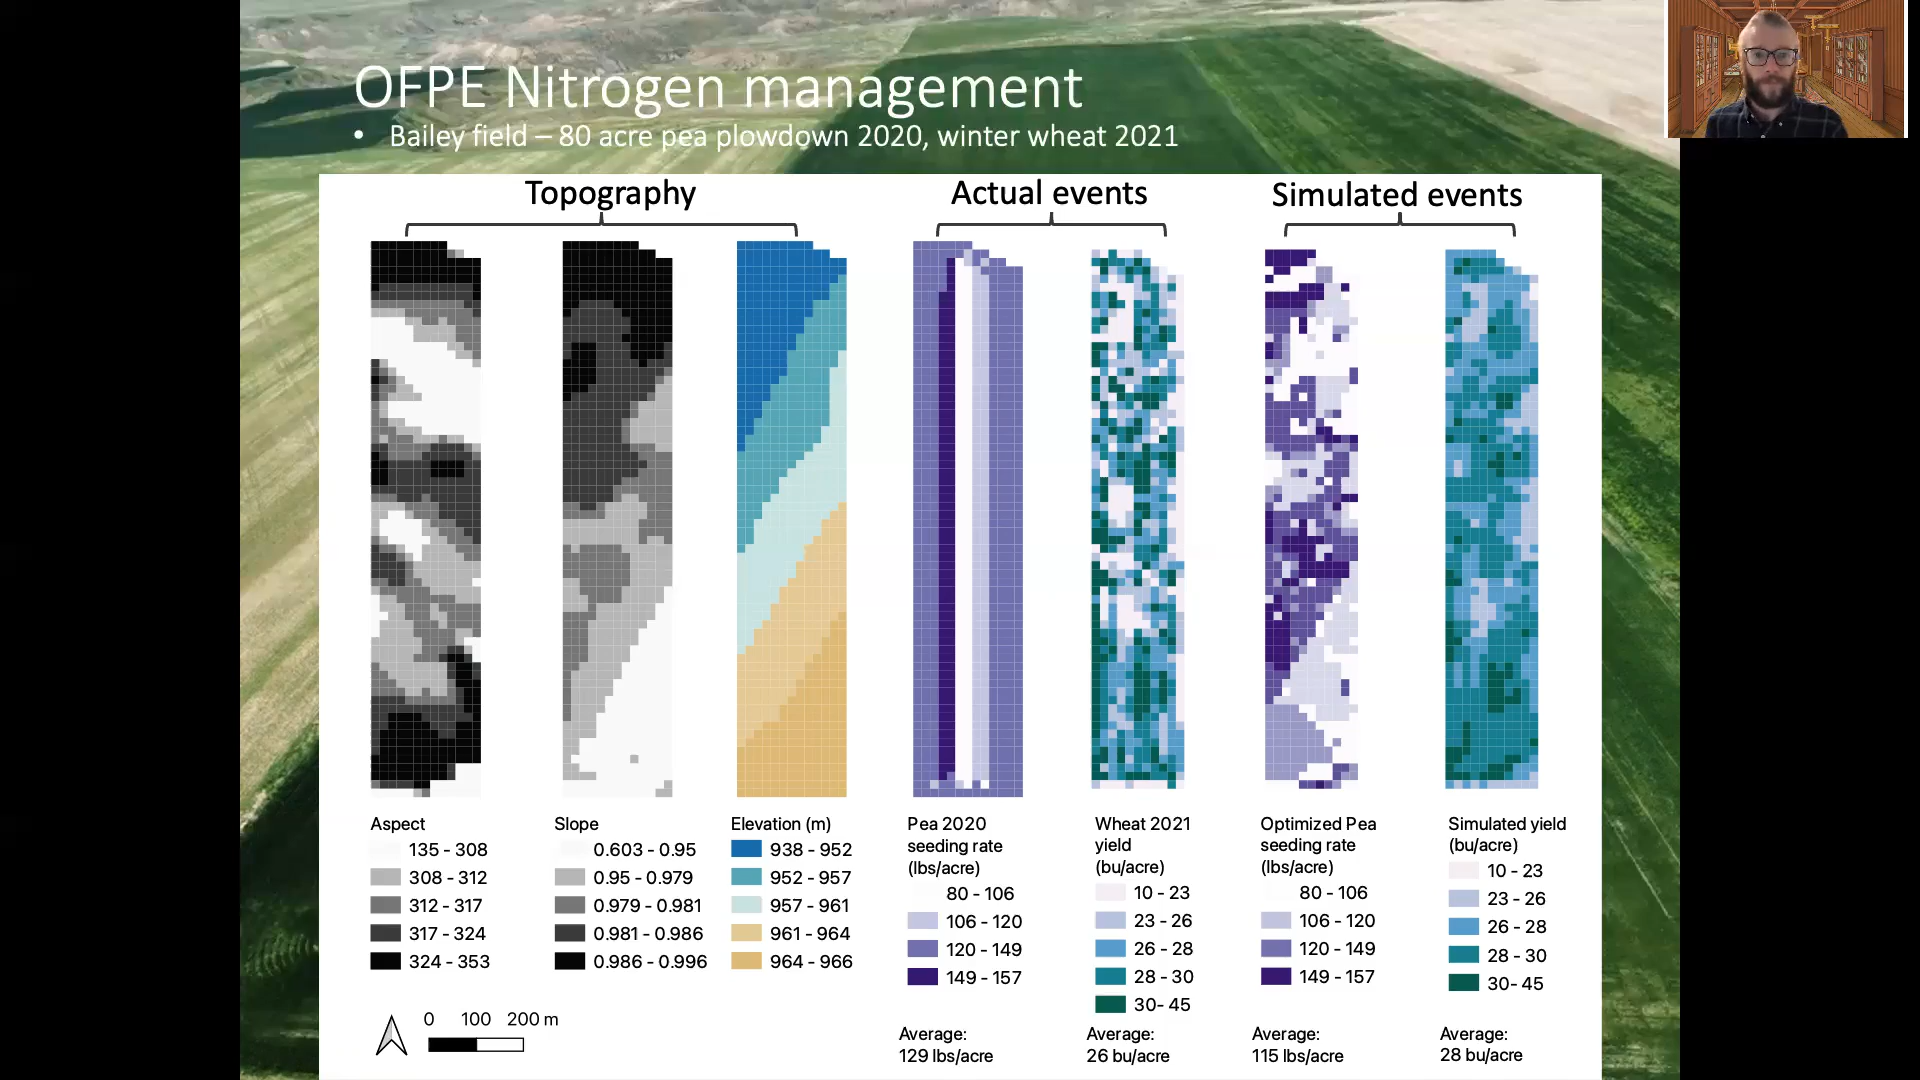 OFPE Nitrogen management
• Bailey field – 80 acre pea plowdown 2020, winter wheat 2021
Topography
Actual events
Simulated events
Aspect
135 - 308
308 - 312
312 - 317
317 - 324
324 - 353
Slope
0.603 - 0.95
0.95 - 0.979
0.979 - 0.981
0.981 - 0.986
0.986 - 0.996
Elevation (m)
938 - 952
952 - 957
957 - 961
961 - 964
964 - 966
Pea 2020
seeding rate
(lbs/acre)
80 - 106
106 - 120
120 - 149
149 - 157
Average:
129 lbs/acre
Wheat 2021
yield
(bu/acre)
10 - 23
23 - 26
26 - 28
28 - 30
30- 45
Average:
26 bu/acre
Optimized Pea
seeding rate
(lbs/acre)
80 - 106
106 - 120
120 - 149
149 - 157
Average:
115 lbs/acre
Simulated yield
(bu/acre)
10 - 23
23 - 26
26 - 28
28 - 30
30- 45
Average:
28 bu/acre
0 100 200 m